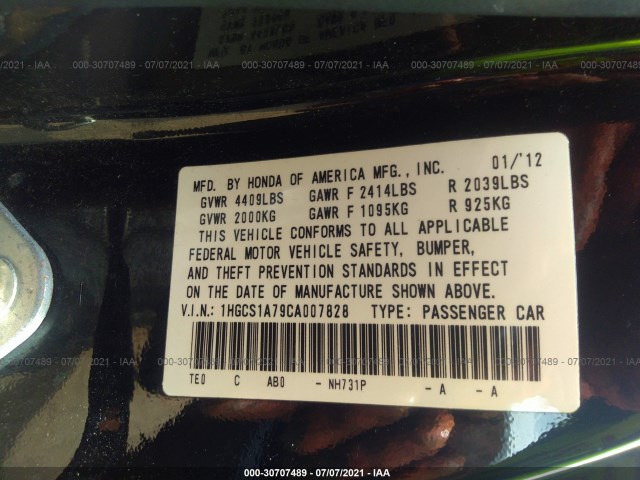 000-30707489 - 07/07/2021 - IAA
MFD. BY HONDA OF AMERICA MFG., INC. 01/'12
GVWR 4409LBS GAWR F 2414LBS R 2039LBS
GVWR 2000KG GAWR F 1095KG R 925KG
THIS VEHICLE CONFORMS TO ALL APPLICABLE
FEDERAL MOTOR VEHICLE SAFETY, BUMPER,
AND THEFT PREVENTION STANDARDS IN EFFECT
ON THE DATE OF MANUFACTURE SHOWN ABOVE.
V.I.N.: 1HGCS1A79CA007828 TYPE: PASSENGER CAR
TE0 C AB0 - NH731P - A - A
000-30707489 - 07/07/2021 - IAA